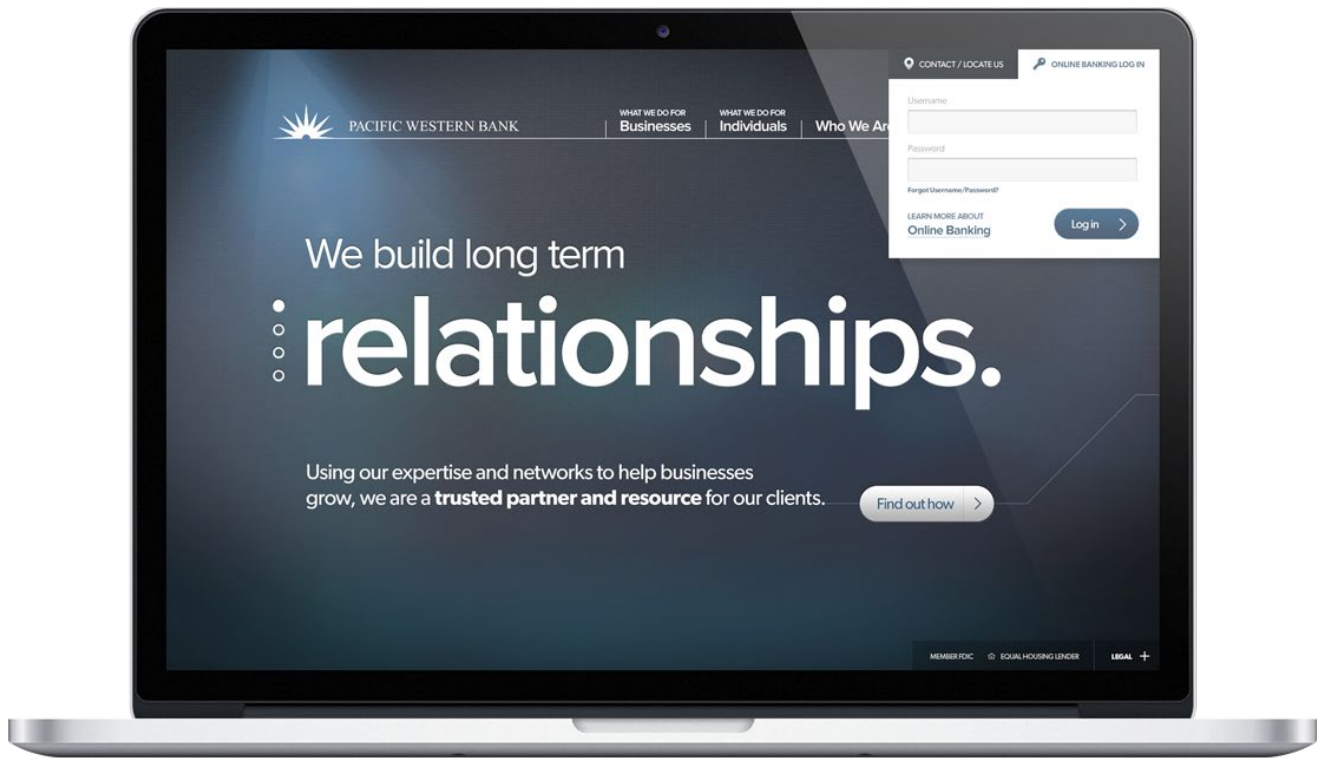 CONTACT / LOCATE US
ONLINE BANKING LOG IN
Username
Password
Forgot Username/Password?
LEARN MORE ABOUT
Online Banking
Log in
PACIFIC WESTERN BANK
WHAT WE DO FOR
Businesses
WHAT WE DO FOR
Individuals
Who We Ar
We build long term
relationships.
Using our expertise and networks to help businesses
grow, we are a trusted partner and resource for our clients.
Find out how
MEMBER FDIC
EQUAL HOUSING LENDER
LEGAL +